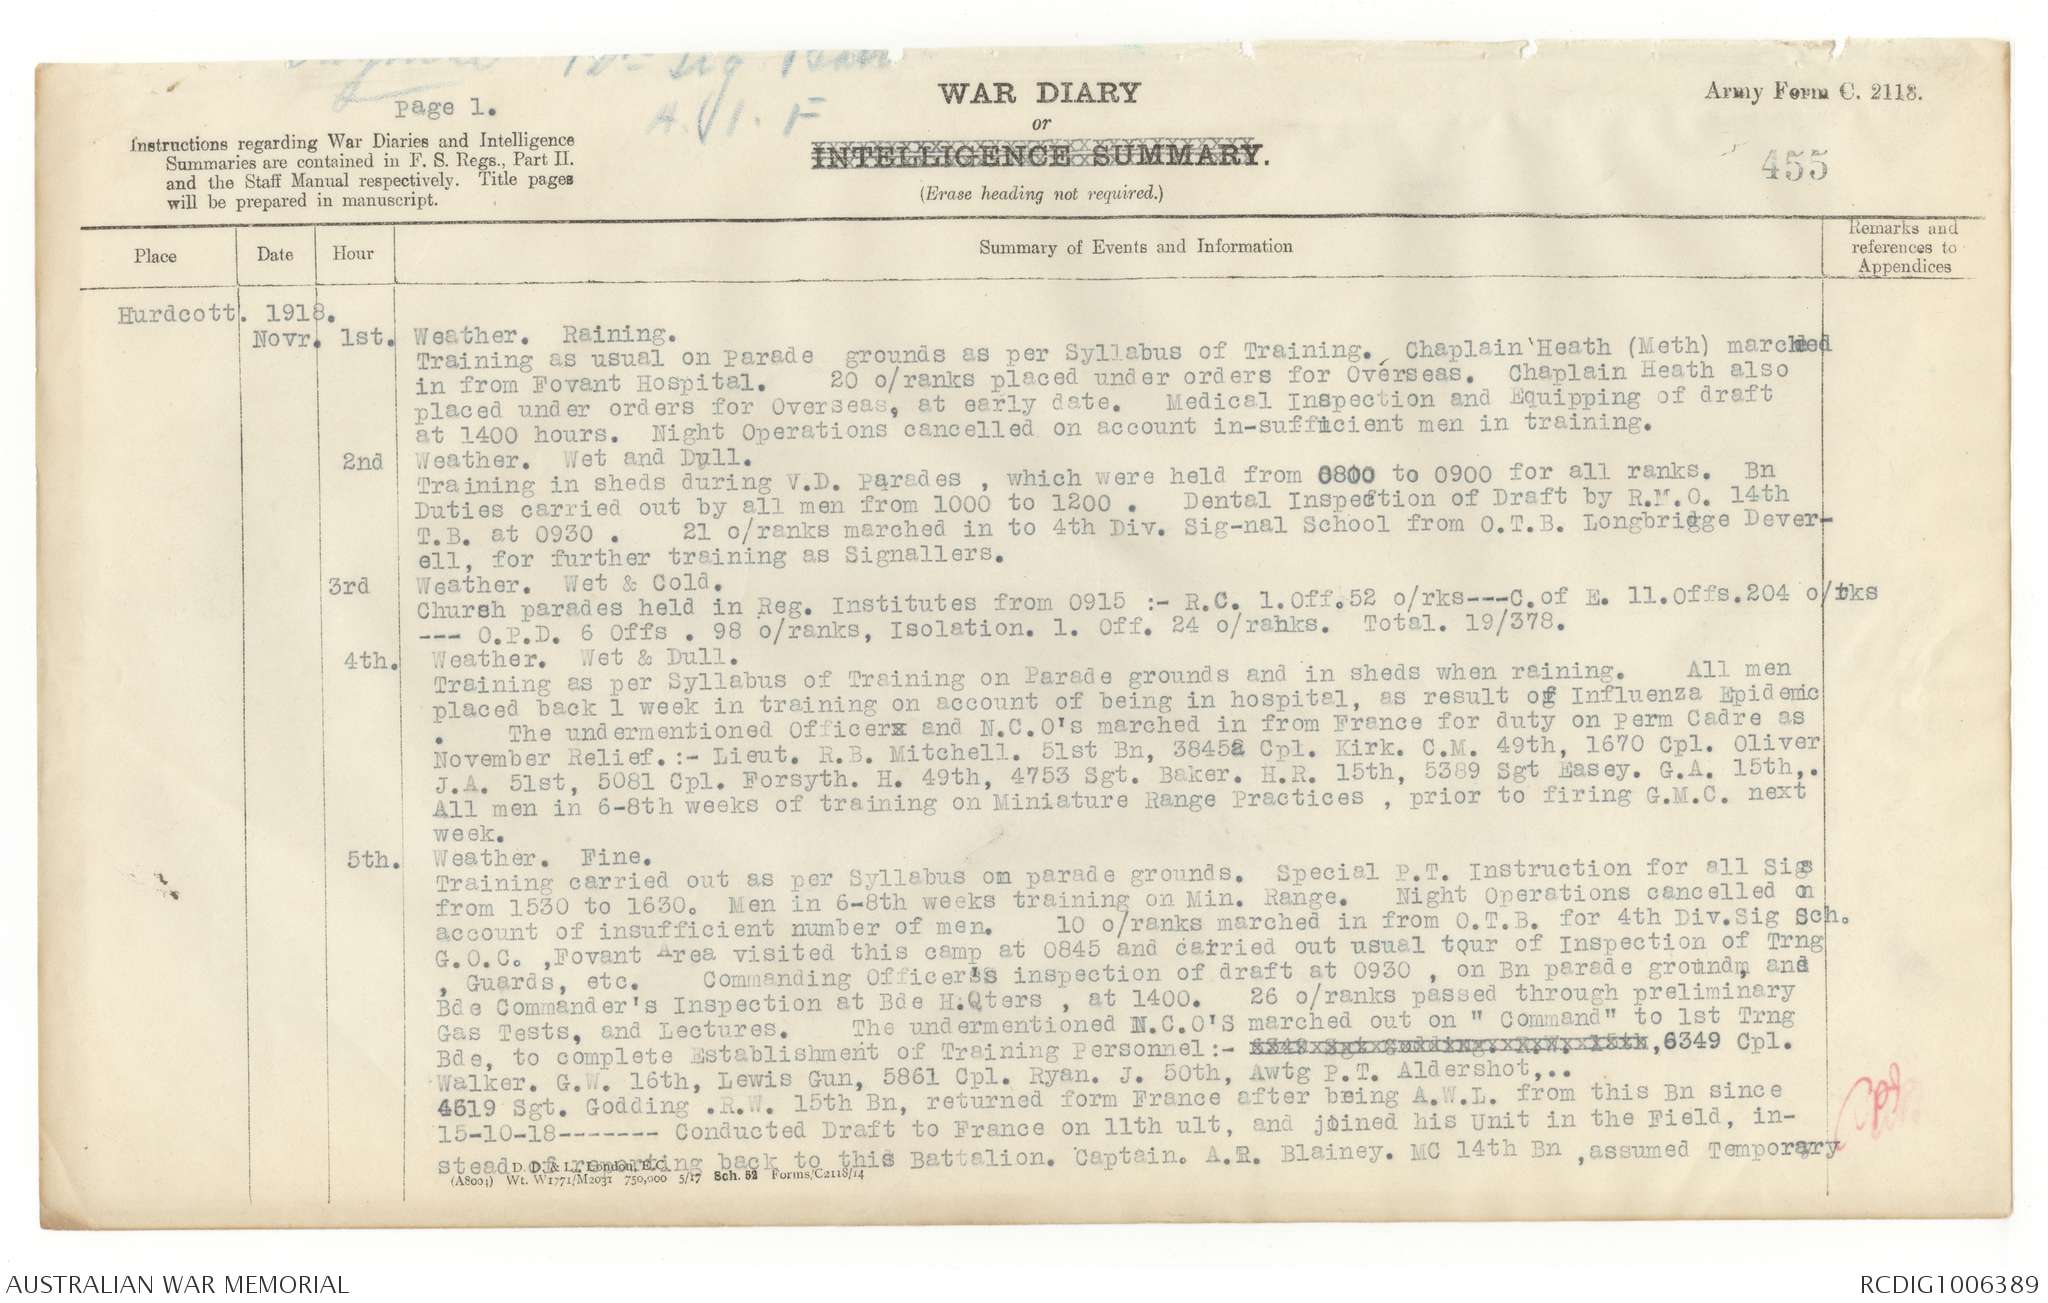 Page 1.
A.I.F
WAR DIARY
or
INTELLIGENCE SUMMARY.
(Erase heading not required.)
Army Form C. 2118.
455
Instructions regarding War Diaries and Intelligence
Summaries are contained in F. S. Regs., Part II.
and the Staff Manual respectively. Title pages
will be prepared in manuscript.
Place
Date
Hour
Summary of Events and Information
Remarks and
references to
Appendices
Hurdcott. 1918.
Novr. 1st. Weather. Raining.
Training as usual on Parade grounds as per Syllabus of Training. Chaplain Heath (Meth) marched
in from Fovant Hospital. 20 o/ranks placed under orders for Overseas. Chaplain Heath also
placed under orders for Overseas, at early date. Medical Inspection and Equipping of draft
at 1400 hours. Night Operations cancelled on account in-sufficient men in training.
2nd Weather. Wet and Dull.
Training in sheds during V.D. Parades , which were held from 0800 to 0900 for all ranks. Bn
Duties carried out by all men from 1000 to 1200 . Dental Inspection of Draft by R.M.O. 14th
T.B. at 0930 . 21 o/ranks marched in to 4th Div. Sig-nal School from O.T.B. Longbridge Dever-
ell, for further training as Signallers.
3rd Weather. Wet & Cold.
Church parades held in Reg. Institutes from 0915 :- R.C. 1.Off.52 o/rks---C.of E. 11.Offs.204 o/rks
--- O.P.D. 6 Offs . 98 o/ranks, Isolation. 1. Off. 24 o/ranks. Total. 19/378.
4th. Weather. Wet & Dull.
Training as per Syllabus of Training on Parade grounds and in sheds when raining. All men
placed back 1 week in training on account of being in hospital, as result of Influenza Epidemic
. The undermentioned Officerx and N.C.O's marched in from France for duty on Perm Cadre as
November Relief.:- Lieut. R.B. Mitchell. 51st Bn, 3845a Cpl. Kirk. C.M. 49th, 1670 Cpl. Oliver
J.A. 51st, 5081 Cpl. Forsyth. H. 49th, 4753 Sgt. Baker. H.R. 15th, 5389 Sgt Easey. G.A. 15th,.
All men in 6-8th weeks of training on Miniature Range Practices , prior to firing G.M.C. next
week.
5th. Weather. Fine.
Training carried out as per Syllabus on parade grounds. Special P.T. Instruction for all Sigs
from 1530 to 1630. Men in 6-8th weeks training on Min. Range. Night Operations cancelled on
account of insufficient number of men. 10 o/ranks marched in from O.T.B. for 4th Div.Sig Sch.
G.O.C. ,Fovant Area visited this camp at 0845 and carried out usual tour of Inspection of Trng
, Guards, etc. Commanding Officer's inspection of draft at 0930 , on Bn parade ground, and
Bde Commander's Inspection at Bde H.Qters , at 1400. 26 o/ranks passed through preliminary
Gas Tests, and Lectures. The undermentioned N.C.O'S marched out on " Command" to 1st Trng
Bde, to complete Establishment of Training Personnel:- 6349 Sgt Godding. R.W. 15th,6349 Cpl.
Walker. G.W. 16th, Lewis Gun, 5861 Cpl. Ryan. J. 50th, Awtg P.T. Aldershot,..
4619 Sgt. Godding .R.W. 15th Bn, returned form France after being A.W.L. from this Bn since
15-10-18------- Conducted Draft to France on 11th ult, and joined his Unit in the Field, in-
stead of reporting back to this Battalion. Captain. A.R. Blainey. MC 14th Bn ,assumed Temporary
D. D. & L., London, E.C.
(A8004) Wt. W1771/M2031 750,000 5/17 Sch. 52 Forms/C2118/14
AUSTRALIAN WAR MEMORIAL
RCDIG1006389